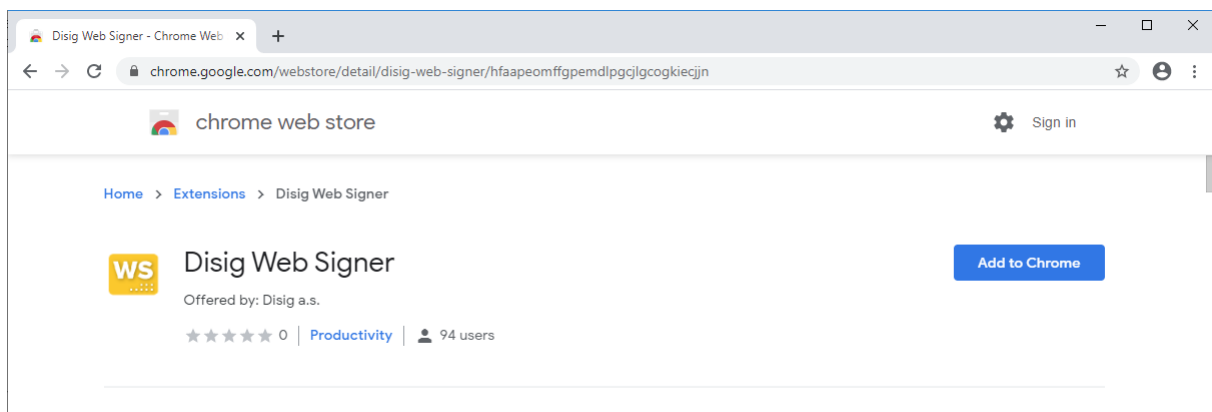 Disig Web Signer - Chrome Web
chrome.google.com/webstore/detail/disig-web-signer/hfaapeomffgpemdlpgcjlgcogkiecjjn
chrome web store Sign in
Home > Extensions > Disig Web Signer
WS
Disig Web Signer
Add to Chrome
Offered by: Disig a.s.
0 | Productivity | 94 users